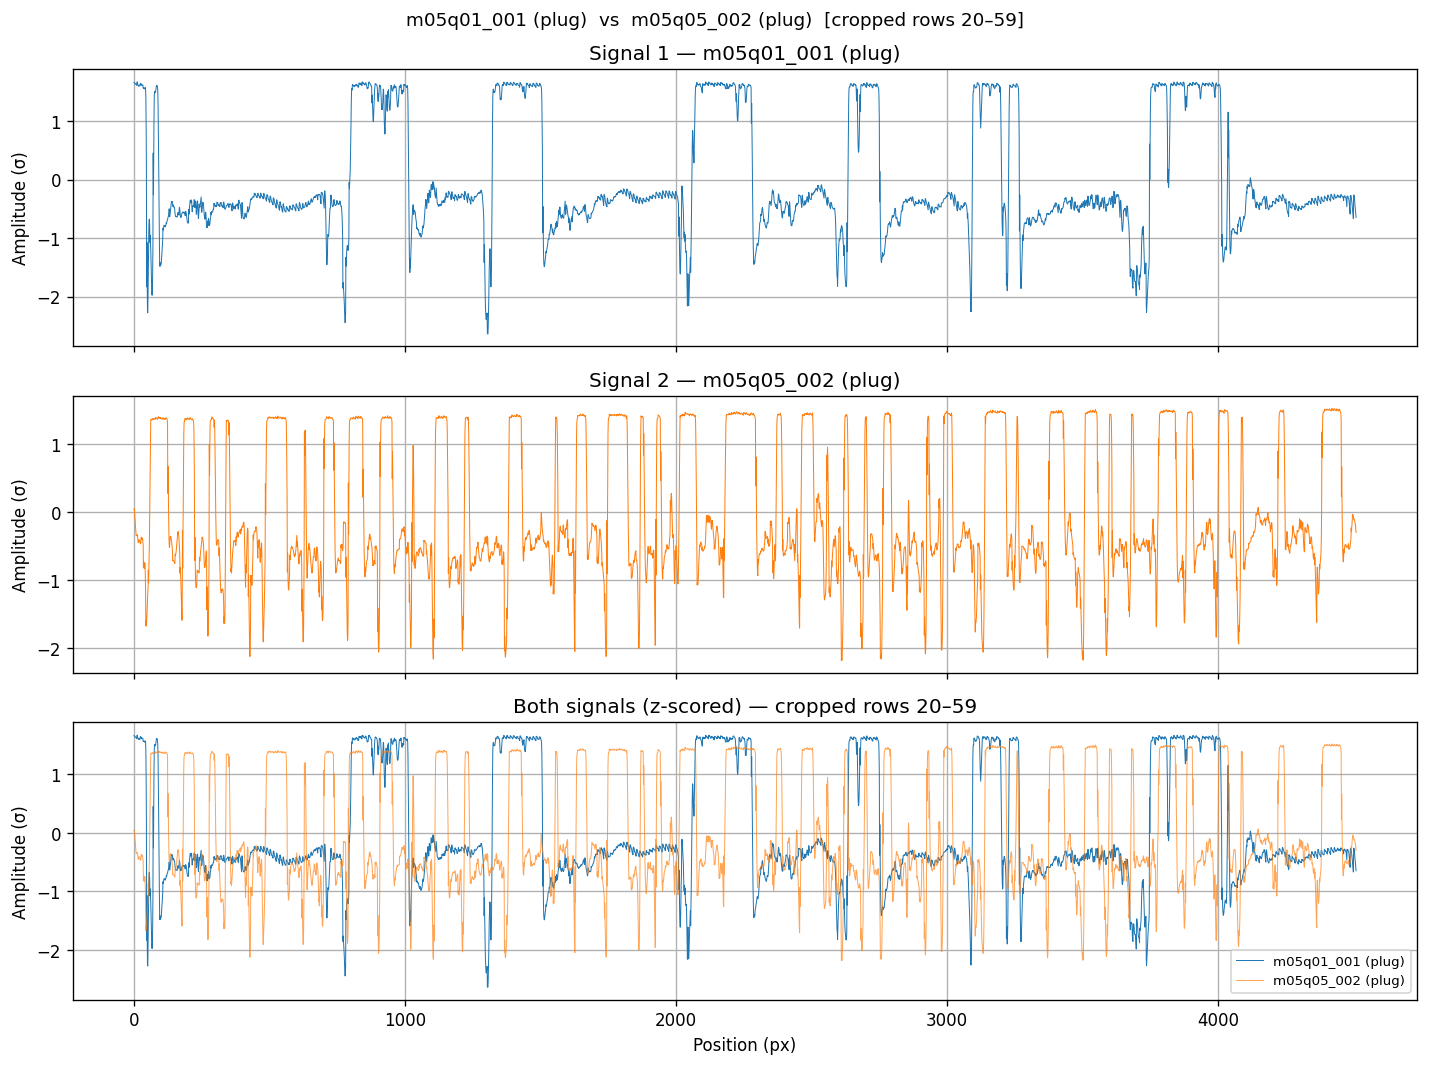 m05q01_001 (plug)  vs  m05q05_002 (plug)  [cropped rows 20–59]
Signal 1 — m05q01_001 (plug)
Amplitude (σ)
1
0
−1
−2
Signal 2 — m05q05_002 (plug)
Amplitude (σ)
1
0
−1
−2
Both signals (z-scored) — cropped rows 20–59
Amplitude (σ)
1
0
−1
−2
m05q01_001 (plug)
m05q05_002 (plug)
0 1000 2000 3000 4000
Position (px)